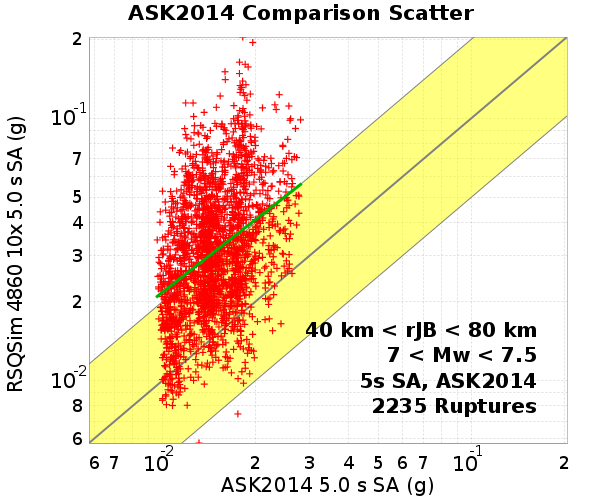 ASK2014 Comparison Scatter
RSQSim 4860 10x 5.0 s SA (g)
2
10-1
7
5
4
3
2
10-2
8
6
40 km < rJB < 80 km
7 < Mw < 7.5
5s SA, ASK2014
2235 Ruptures
6 7 10-2 2 3 4 5 6 7 10-1 2
ASK2014 5.0 s SA (g)